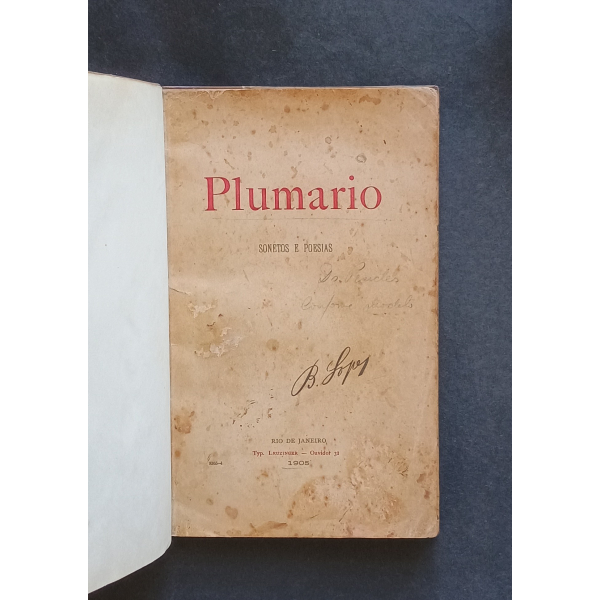 Plumario
SONETOS E POESIAS
B. Lopes
RIO DE JANEIRO
Typ. LEUZINGER — Ouvidor 31
1905